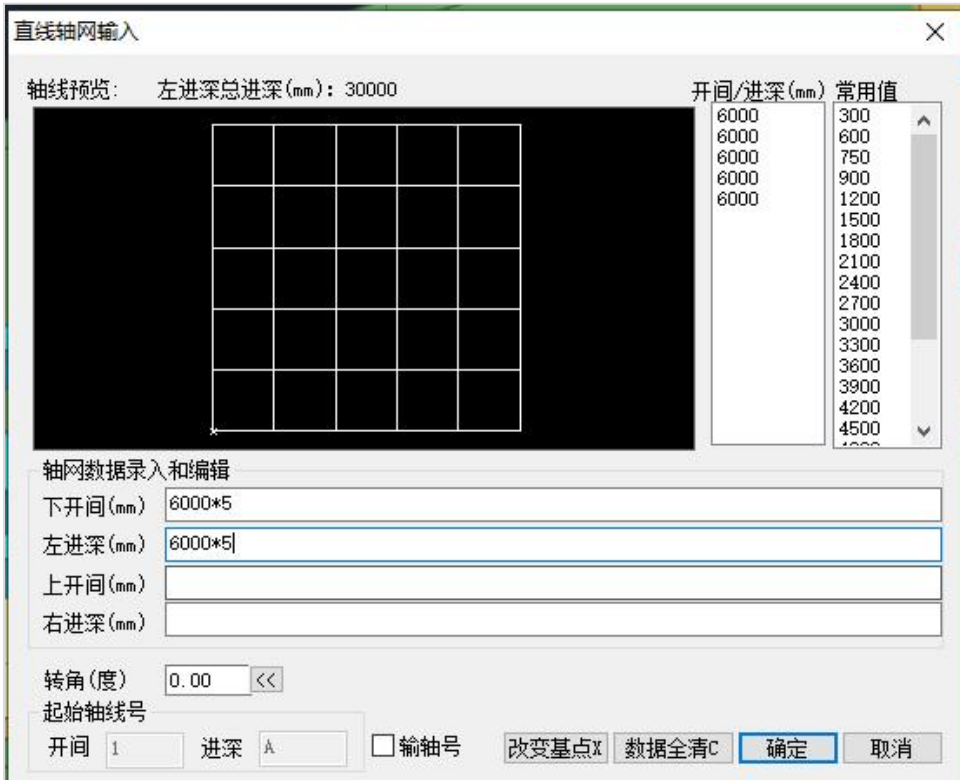 直线轴网输入
轴线预览: 左进深总进深(mm): 30000
开间/进深(mm) 常用值
6000
6000
6000
6000
6000
300
600
750
900
1200
1500
1800
2100
2400
2700
3000
3300
3600
3900
4200
4500
轴网数据录入和编辑
下开间(mm) 6000*5
左进深(mm) 6000*5
上开间(mm)
右进深(mm)
转角(度) 0.00 <<
起始轴线号
开间 1 进深 A 输轴号 改变基点X 数据全清C 确定 取消